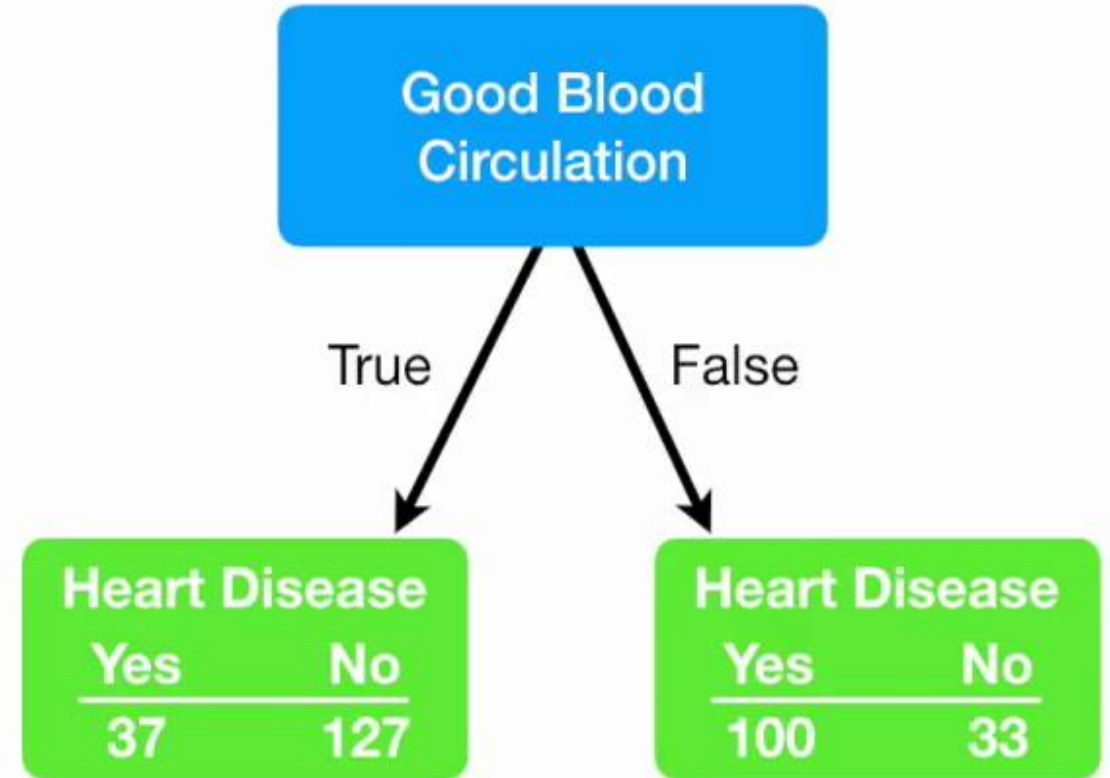 Good Blood
Circulation
True
False
Heart Disease
Yes No
37 127
Heart Disease
Yes No
100 33